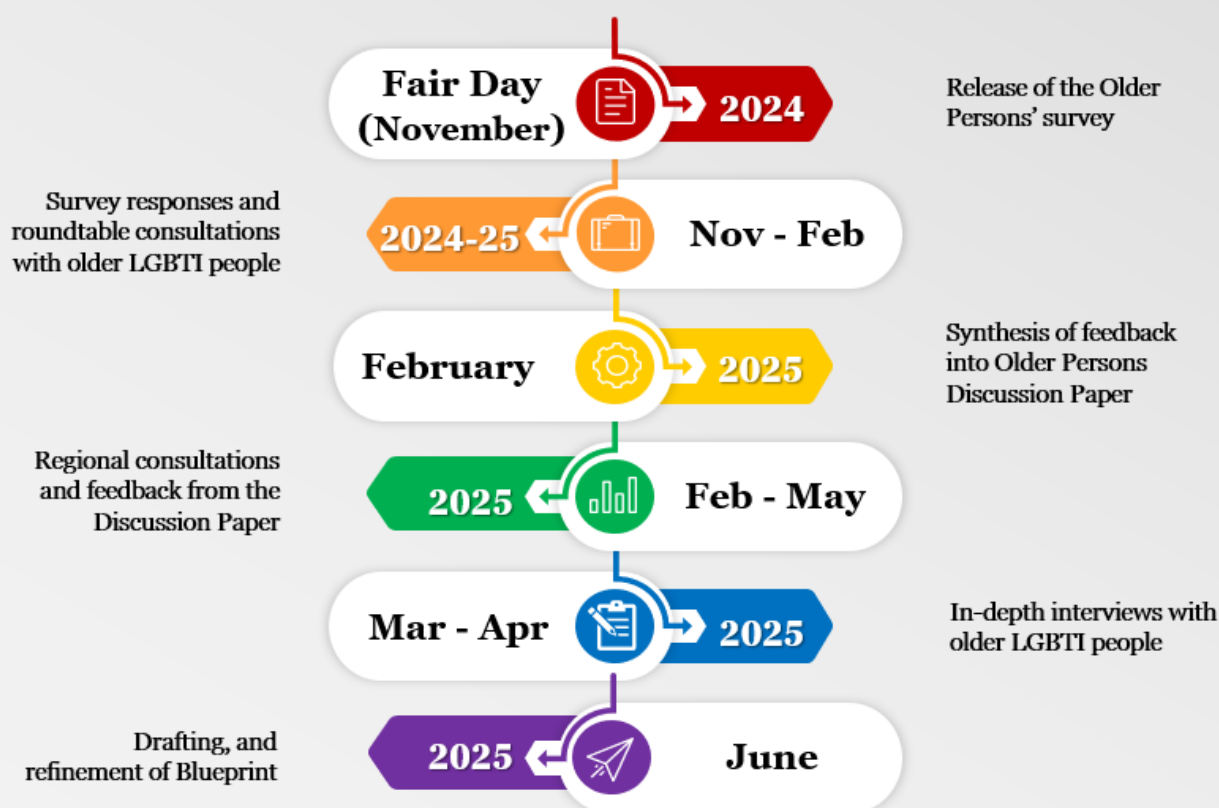 Fair Day
(November)
2024
Release of the Older
Persons’ survey
Survey responses and
roundtable consultations
with older LGBTI people
2024-25
Nov - Feb
February
2025
Synthesis of feedback
into Older Persons
Discussion Paper
Regional consultations
and feedback from the
Discussion Paper
2025
Feb - May
Mar - Apr
2025
In-depth interviews with
older LGBTI people
Drafting, and
refinement of Blueprint
2025
June